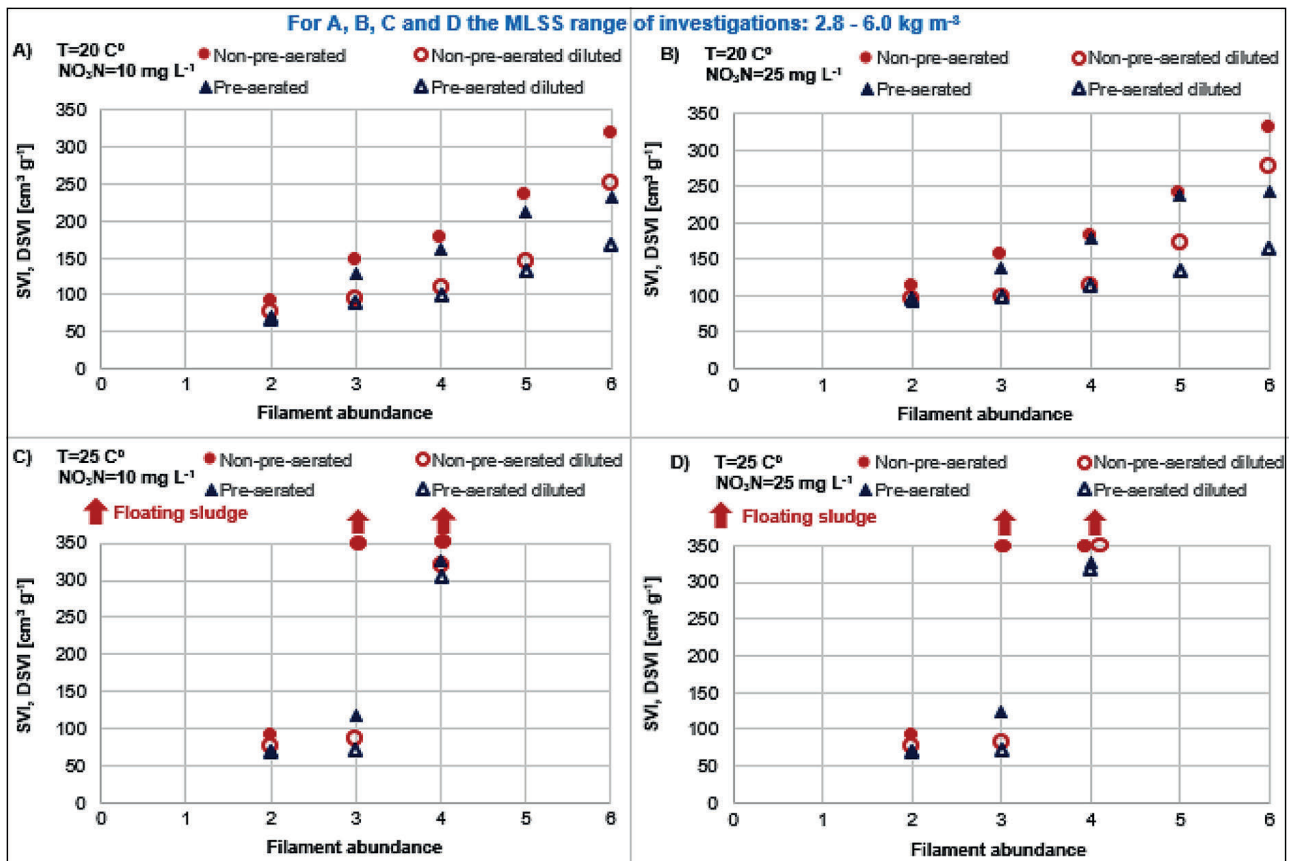 For A, B, C and D the MLSS range of investigations: 2.8 - 6.0 kg m⁻³
A) T=20 C⁰
NO₃N=10 mg L⁻¹
Non-pre-aerated
Non-pre-aerated diluted
Pre-aerated
Pre-aerated diluted
SVI, DSVI [cm³ g⁻¹]
350
300
250
200
150
100
50
0
0 1 2 3 4 5 6
Filament abundance
B) T=20 C⁰
NO₃N=25 mg L⁻¹
Non-pre-aerated
Non-pre-aerated diluted
Pre-aerated
Pre-aerated diluted
SVI, DSVI [cm³ g⁻¹]
350
300
250
200
150
100
50
0
0 1 2 3 4 5 6
Filament abundance
C) T=25 C⁰
NO₃N=10 mg L⁻¹
Non-pre-aerated
Non-pre-aerated diluted
Pre-aerated
Pre-aerated diluted
Floating sludge
SVI, DSVI [cm³ g⁻¹]
350
300
250
200
150
100
50
0
0 1 2 3 4 5 6
Filament abundance
D) T=25 C⁰
NO₃N=25 mg L⁻¹
Non-pre-aerated
Non-pre-aerated diluted
Pre-aerated
Pre-aerated diluted
Floating sludge
SVI, DSVI [cm³ g⁻¹]
350
300
250
200
150
100
50
0
0 1 2 3 4 5 6
Filament abundance